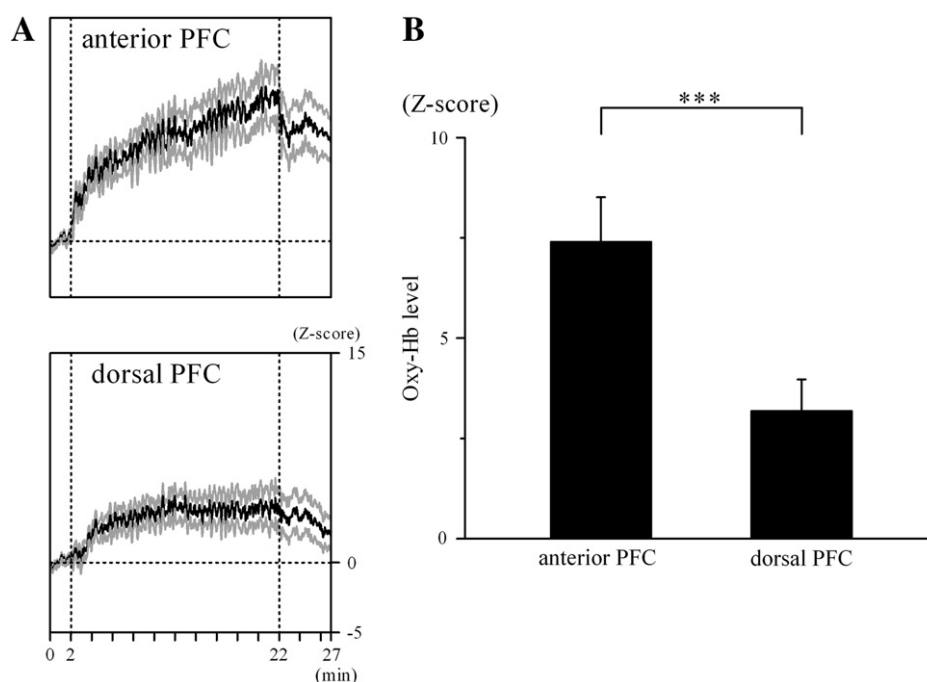 A
anterior PFC
(Z-score)
15
dorsal PFC
0
-5
0 2 22 27
(min)
B
(Z-score)
***
10
Oxy-Hb level
5
0
anterior PFC dorsal PFC